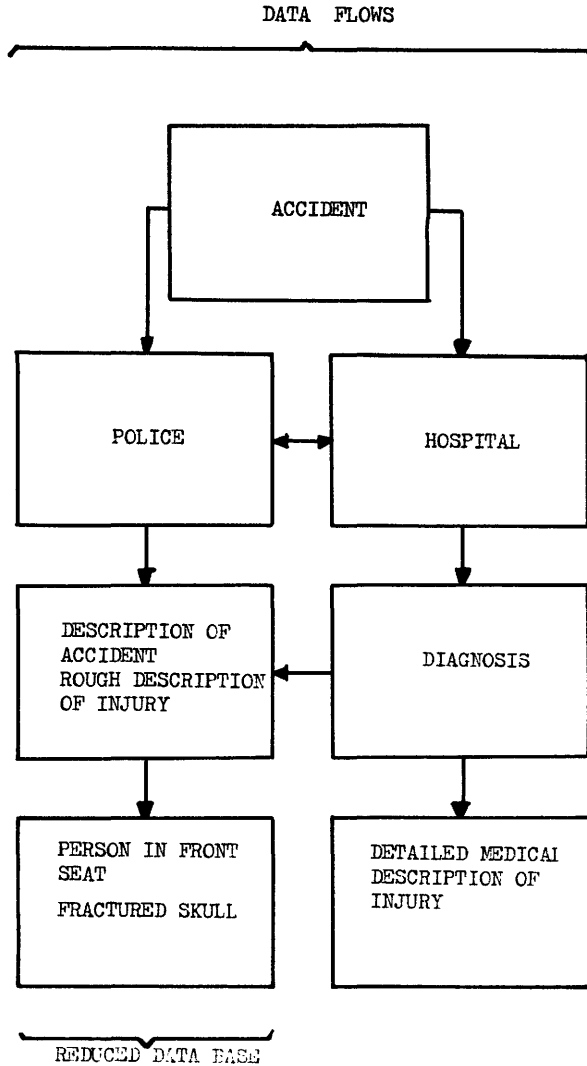 DATA FLOWS
ACCIDENT
POLICE
HOSPITAL
DESCRIPTION OF
ACCIDENT
ROUGH DESCRIPTION
OF INJURY
DIAGNOSIS
PERSON IN FRONT
SEAT
FRACTURED SKULL
DETAILED MEDICAL
DESCRIPTION OF
INJURY
REDUCED DATA BASE